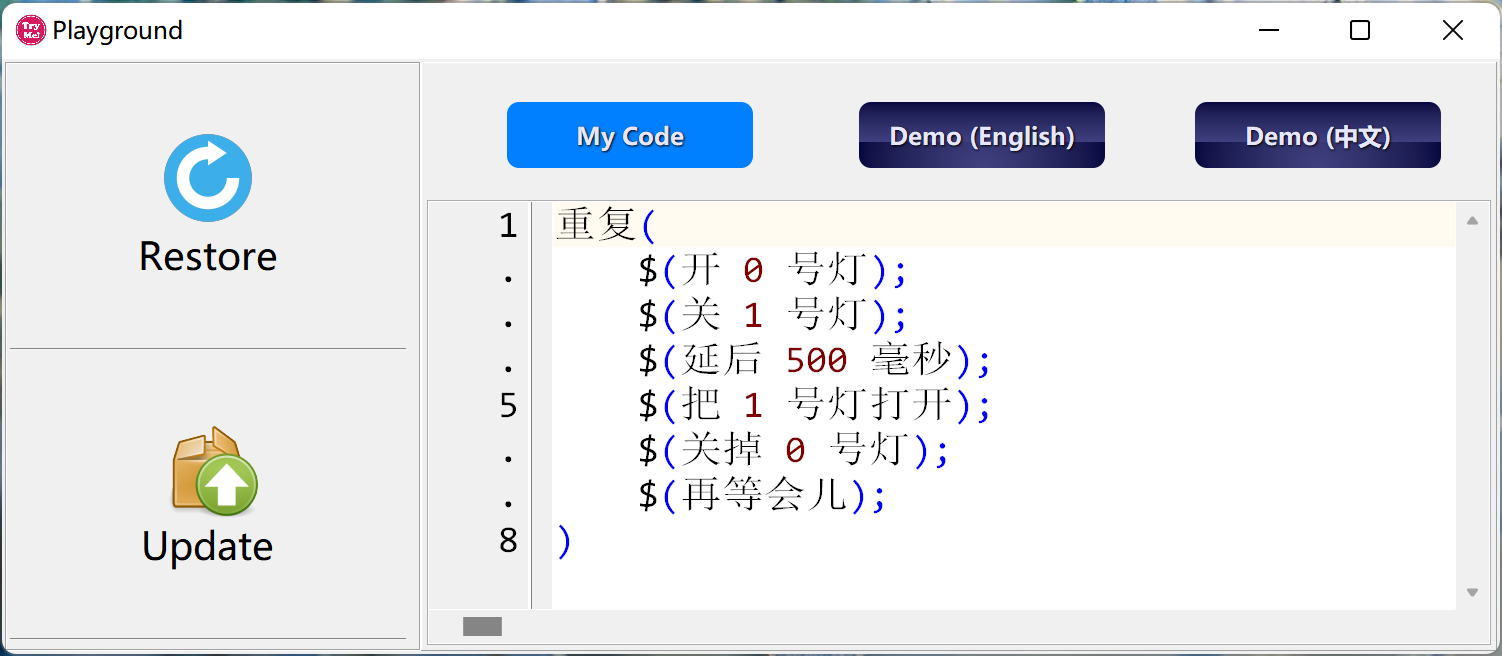 Try Me!
Playground
Restore
Update
My Code
Demo (English)
Demo (中文)
1 重复(
. $(开 0 号灯);
. $(关 1 号灯);
. $(延后 500 毫秒);
5 $(把 1 号灯打开);
. $(关掉 0 号灯);
. $(再等会儿);
8 )